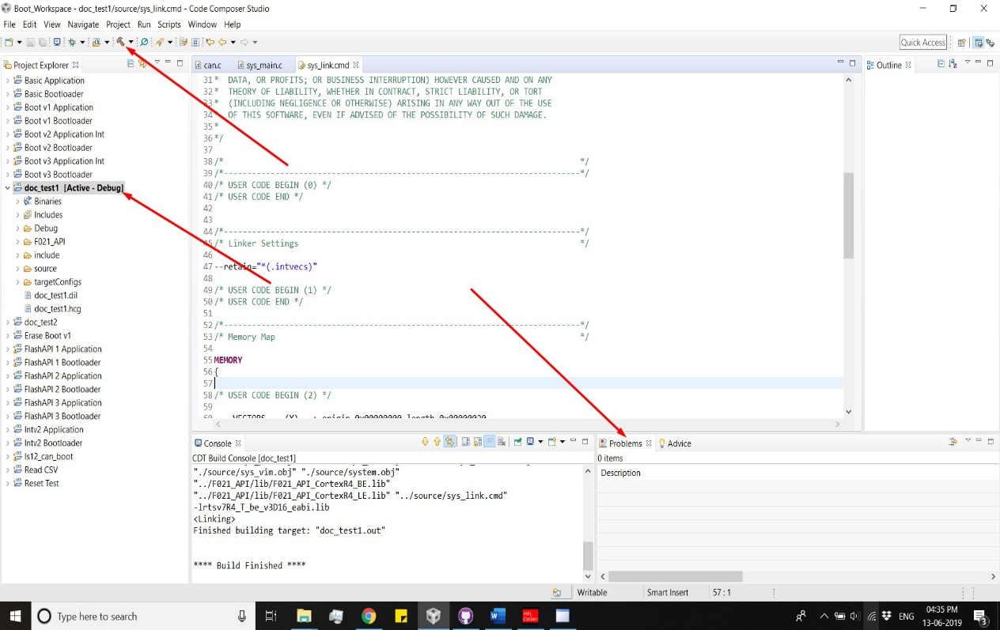 Boot_Workspace - doc_test1/source/sys_link.cmd - Code Composer Studio
File Edit View Navigate Project Run Scripts Window Help
Quick Access
Project Explorer
Basic Application
Basic Bootloader
Boot v1 Application
Boot v1 Bootloader
Boot v2 Application Int
Boot v2 Bootloader
Boot v3 Application Int
Boot v3 Bootloader
doc_test1 [Active - Debug]
Binaries
Includes
Debug
F021_API
include
source
targetConfigs
doc_test1.dil
doc_test1.hcg
doc_test2
Erase Boot v1
FlashAPI 1 Application
FlashAPI 1 Bootloader
FlashAPI 2 Application
FlashAPI 2 Bootloader
FlashAPI 3 Application
FlashAPI 3 Bootloader
Intv2 Application
Intv2 Bootloader
ls12_can_boot
Read CSV
Reset Test
can.c sys_main.c sys_link.cmd
31 * DATA, OR PROFITS; OR BUSINESS INTERRUPTION) HOWEVER CAUSED AND ON ANY
32 * THEORY OF LIABILITY, WHETHER IN CONTRACT, STRICT LIABILITY, OR TORT
33 * (INCLUDING NEGLIGENCE OR OTHERWISE) ARISING IN ANY WAY OUT OF THE USE
34 * OF THIS SOFTWARE, EVEN IF ADVISED OF THE POSSIBILITY OF SUCH DAMAGE.
35 *
36 */
37
38 /* */
39 /*----------------------------------------------------------------------------*/
40 /* USER CODE BEGIN (0) */
41 /* USER CODE END */
42
43
44 /*----------------------------------------------------------------------------*/
45 /* Linker Settings */
46
47 --retain="*(.intvecs)"
48
49 /* USER CODE BEGIN (1) */
50 /* USER CODE END */
51
52 /*----------------------------------------------------------------------------*/
53 /* Memory Map */
54
55 MEMORY
56 {
57
58 /* USER CODE BEGIN (2) */
59
60 VECTORS (X) : origin=0x00000000 length=0x00000020
Outline
Console
CDT Build Console [doc_test1]
"./source/sys_vim.obj" "./source/system.obj"
"../F021_API/lib/F021_API_CortexR4_BE.lib"
"../F021_API/lib/F021_API_CortexR4_LE.lib" "../source/sys_link.cmd"
-lrtsv7R4_T_be_v3D16_eabi.lib
<Linking>
Finished building target: "doc_test1.out"
**** Build Finished ****
Problems Advice
0 items
Description
Writable Smart Insert 57 : 1
Type here to search
HAL
CoGen
ENG
04:35 PM
13-06-2019
3